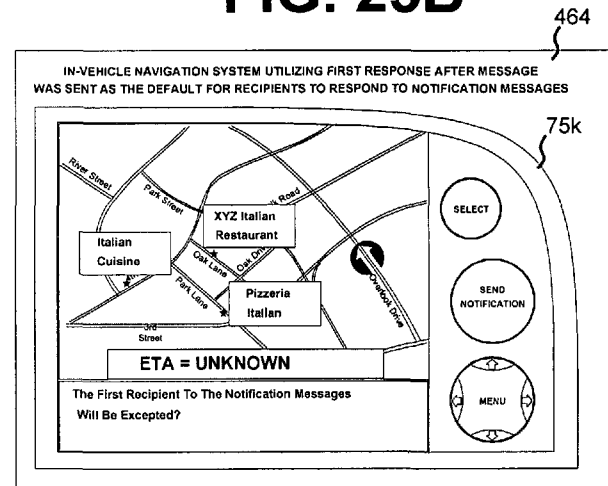 FIG. 25B
464
IN-VEHICLE NAVIGATION SYSTEM UTILIZING FIRST RESPONSE AFTER MESSAGE
WAS SENT AS THE DEFAULT FOR RECIPIENTS TO RESPOND TO NOTIFICATION MESSAGES
75k
River Street
Park Street
Road
XYZ Italian
Restaurant
SELECT
Italian
Cuisine
Oak Lane
Oak
Park Lane
Pizzeria
Italian
Overlook Drive
SEND
NOTIFICATION
3rd
Street
ETA = UNKNOWN
The First Recipient To The Notification Messages
Will Be Excepted?
MENU